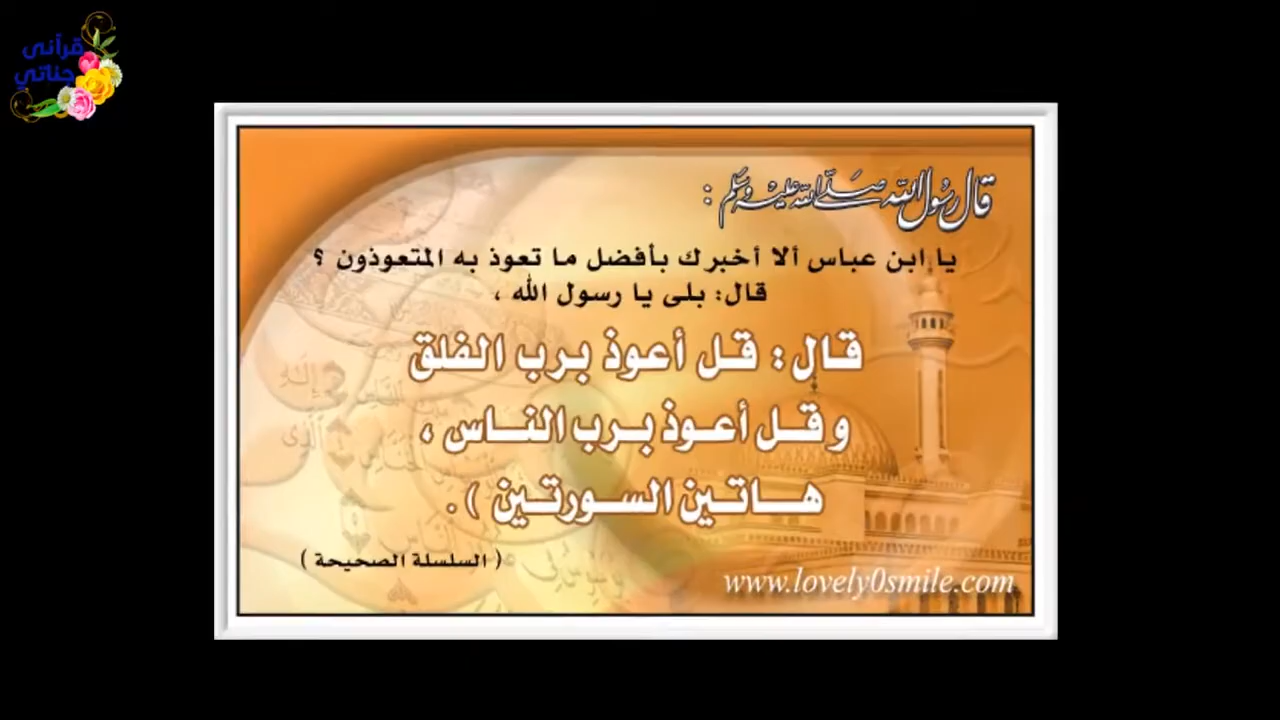 قرآني
جناتي
قال رسول الله صلى الله عليه وسلم :
يا ابن عباس ألا أخبرك بأفضل ما تعوذ به المتعوذون ؟
قال: بلى يا رسول الله ،
قال : قل أعوذ برب الفلق
وقل أعوذ برب الناس ،
هاتين السورتين ) .
( السلسلة الصحيحة )
www.lovely0smile.com